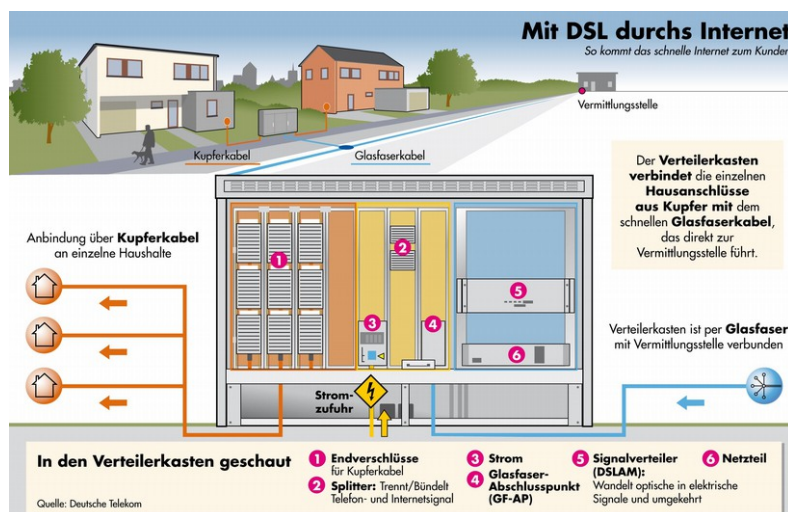 Mit DSL durchs Internet
So kommt das schnelle Internet zum Kunden
Vermittlungsstelle
Kupferkabel
Glasfaserkabel
Der Verteilerkasten
verbindet die einzelnen
Hausanschlüsse
aus Kupfer mit dem
schnellen Glasfaserkabel,
das direkt zur
Vermittlungsstelle führt.
Anbindung über Kupferkabel
an einzelne Haushalte
1
2
3
4
5
6
Verteilerkasten ist per Glasfaser
mit Vermittlungsstelle verbunden
Strom-
zufuhr
In den Verteilerkasten geschaut
1 Endverschlüsse
für Kupferkabel
2 Splitter: Trennt/Bündelt
Telefon- und Internetsignal
3 Strom
4 Glasfaser-
Abschlusspunkt
(GF-AP)
5 Signalverteiler
(DSLAM):
Wandelt optische in elektrische
Signale und umgekehrt
6 Netzteil
Quelle: Deutsche Telekom